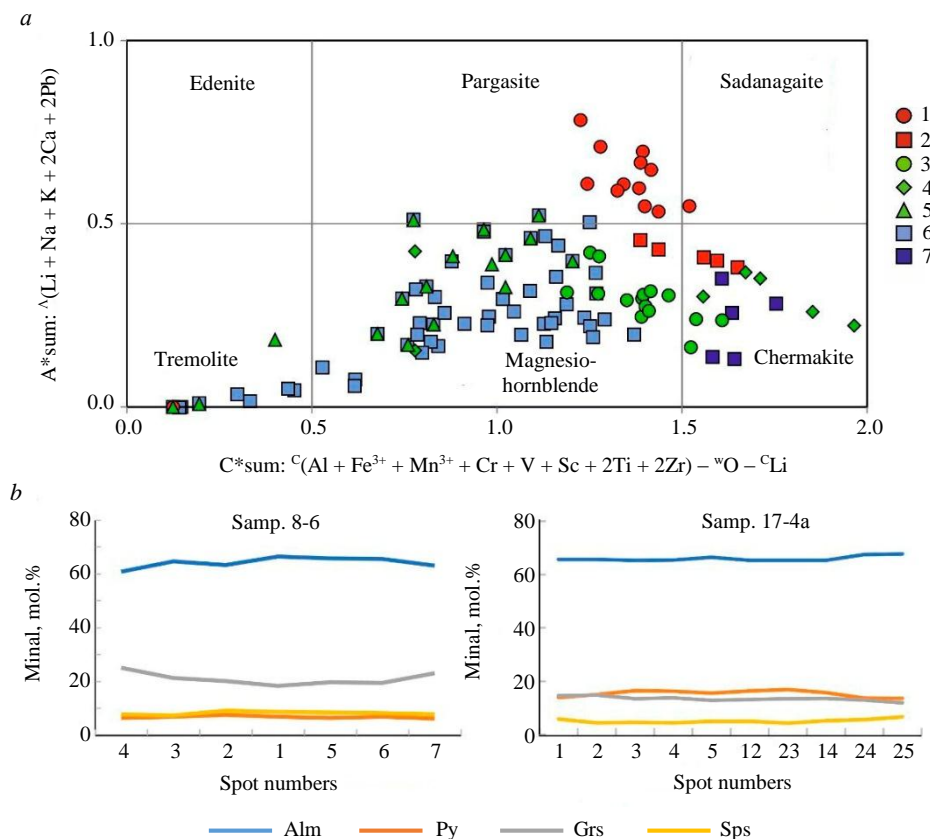 a
1.0
Edenite
Pargasite
Sadanagaite
A*sum: ᴬ(Li + Na + K + 2Ca + 2Pb)
0.5
Tremolite
Magnesio-
hornblende
Chermakite
0.0
0.0
0.5
1.0
1.5
2.0
C*sum: ᶜ(Al + Fe³⁺ + Mn³⁺ + Cr + V + Sc + 2Ti + 2Zr) – ʷO – ᶜLi
1
2
3
4
5
6
7
b
Samp. 8-6
Minal, mol.%
80
60
40
20
0
4 3 2 1 5 6 7
Spot numbers
Samp. 17-4a
Minal, mol.%
80
60
40
20
0
1 2 3 4 5 12 23 14 24 25
Spot numbers
Alm Py Grs Sps